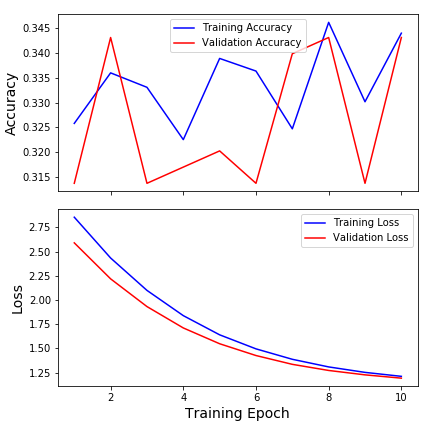 0.345
0.340
0.335
0.330
0.325
0.320
0.315
Accuracy
Training Accuracy
Validation Accuracy
2.75
2.50
2.25
2.00
1.75
1.50
1.25
Loss
Training Loss
Validation Loss
2 4 6 8 10
Training Epoch